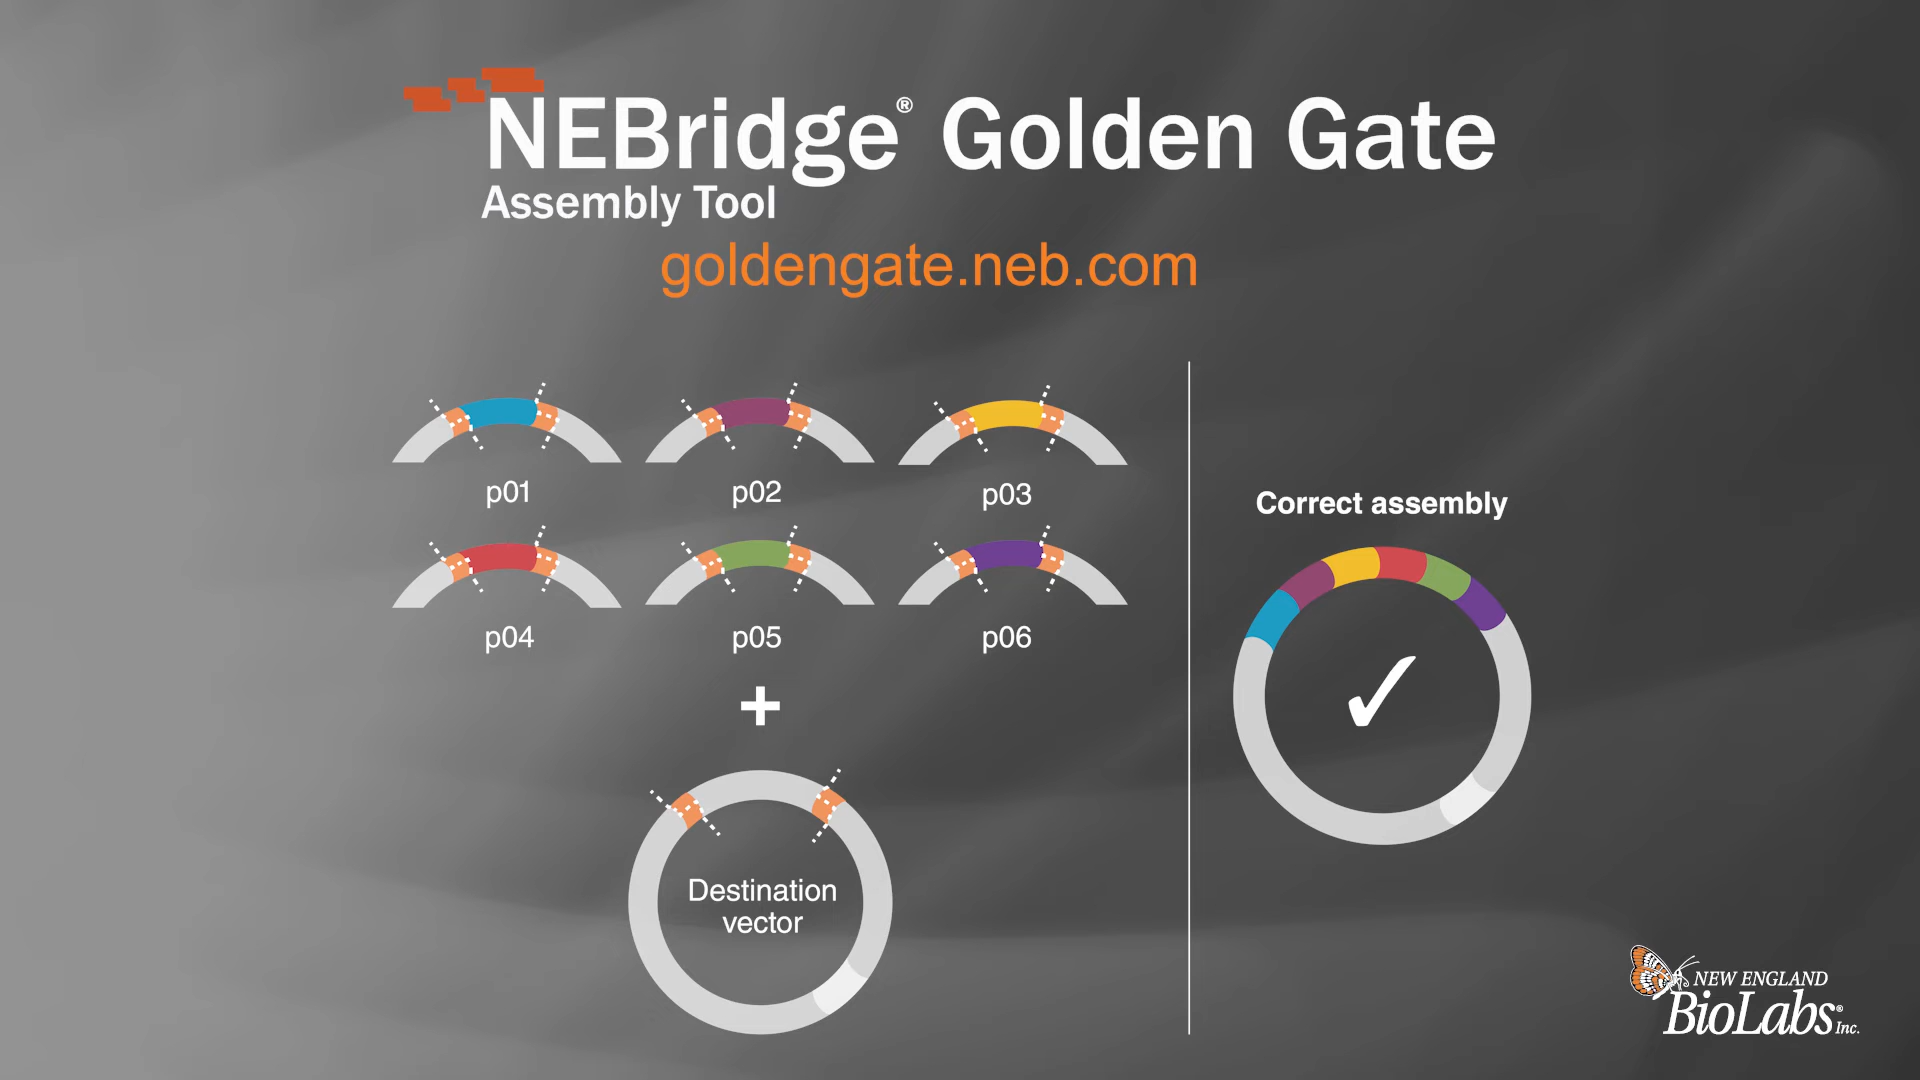 NEBridge® Golden Gate
Assembly Tool
goldengate.neb.com
p01
p02
p03
p04
p05
p06
+
Destination
vector
Correct assembly
✓
NEW ENGLAND
BioLabs® Inc.